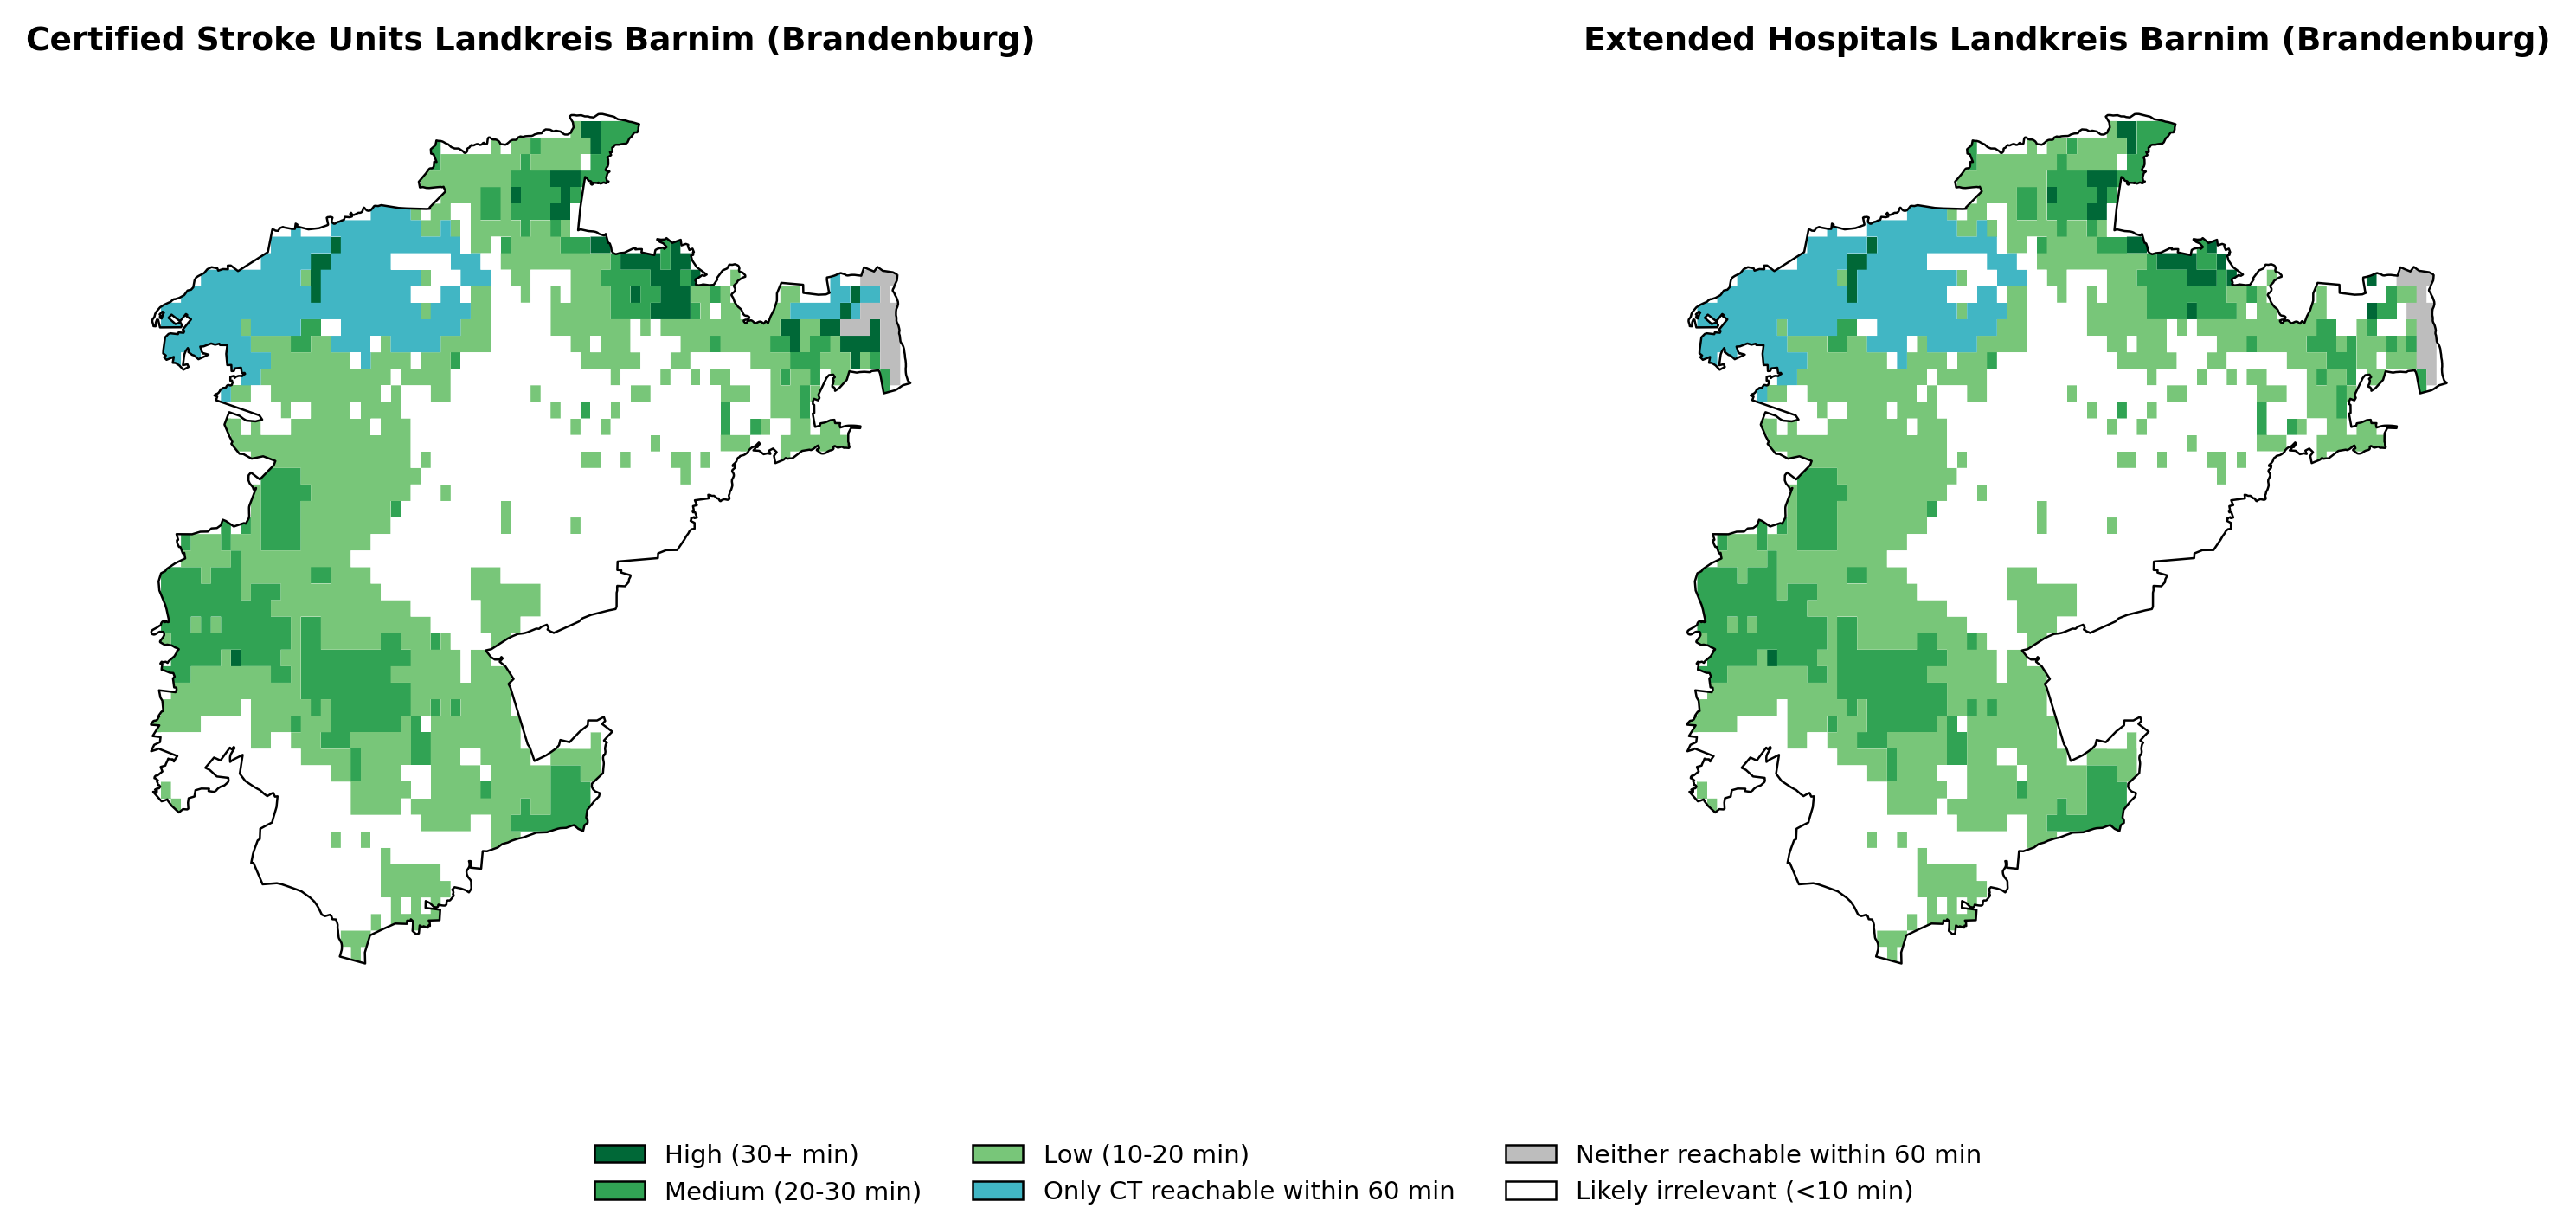 Certified Stroke Units Landkreis Barnim (Brandenburg)
Extended Hospitals Landkreis Barnim (Brandenburg)
High (30+ min)
Medium (20-30 min)
Low (10-20 min)
Only CT reachable within 60 min
Neither reachable within 60 min
Likely irrelevant (<10 min)